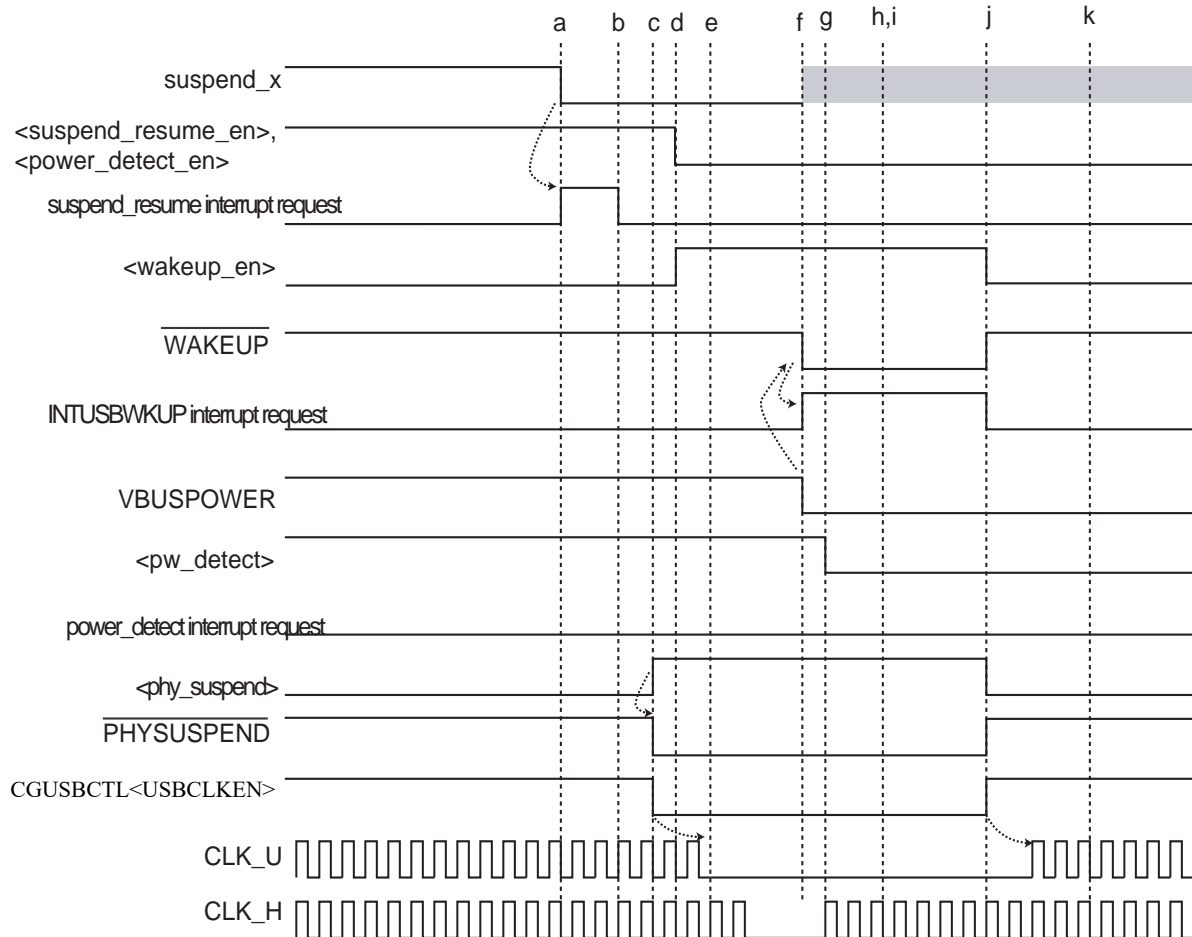 a b c d e f g h,i j k
suspend_x
<suspend_resume_en>,
<power_detect_en>
suspend_resume interrupt request
<wakeup_en>
WAKEUP
INTUSBWKUP interrupt request
VBUSPOWER
<pw_detect>
power_detect interrupt request
<phy_suspend>
PHYSUSPEND
CGUSBCTL<USBCLKEN>
CLK_U
CLK_H